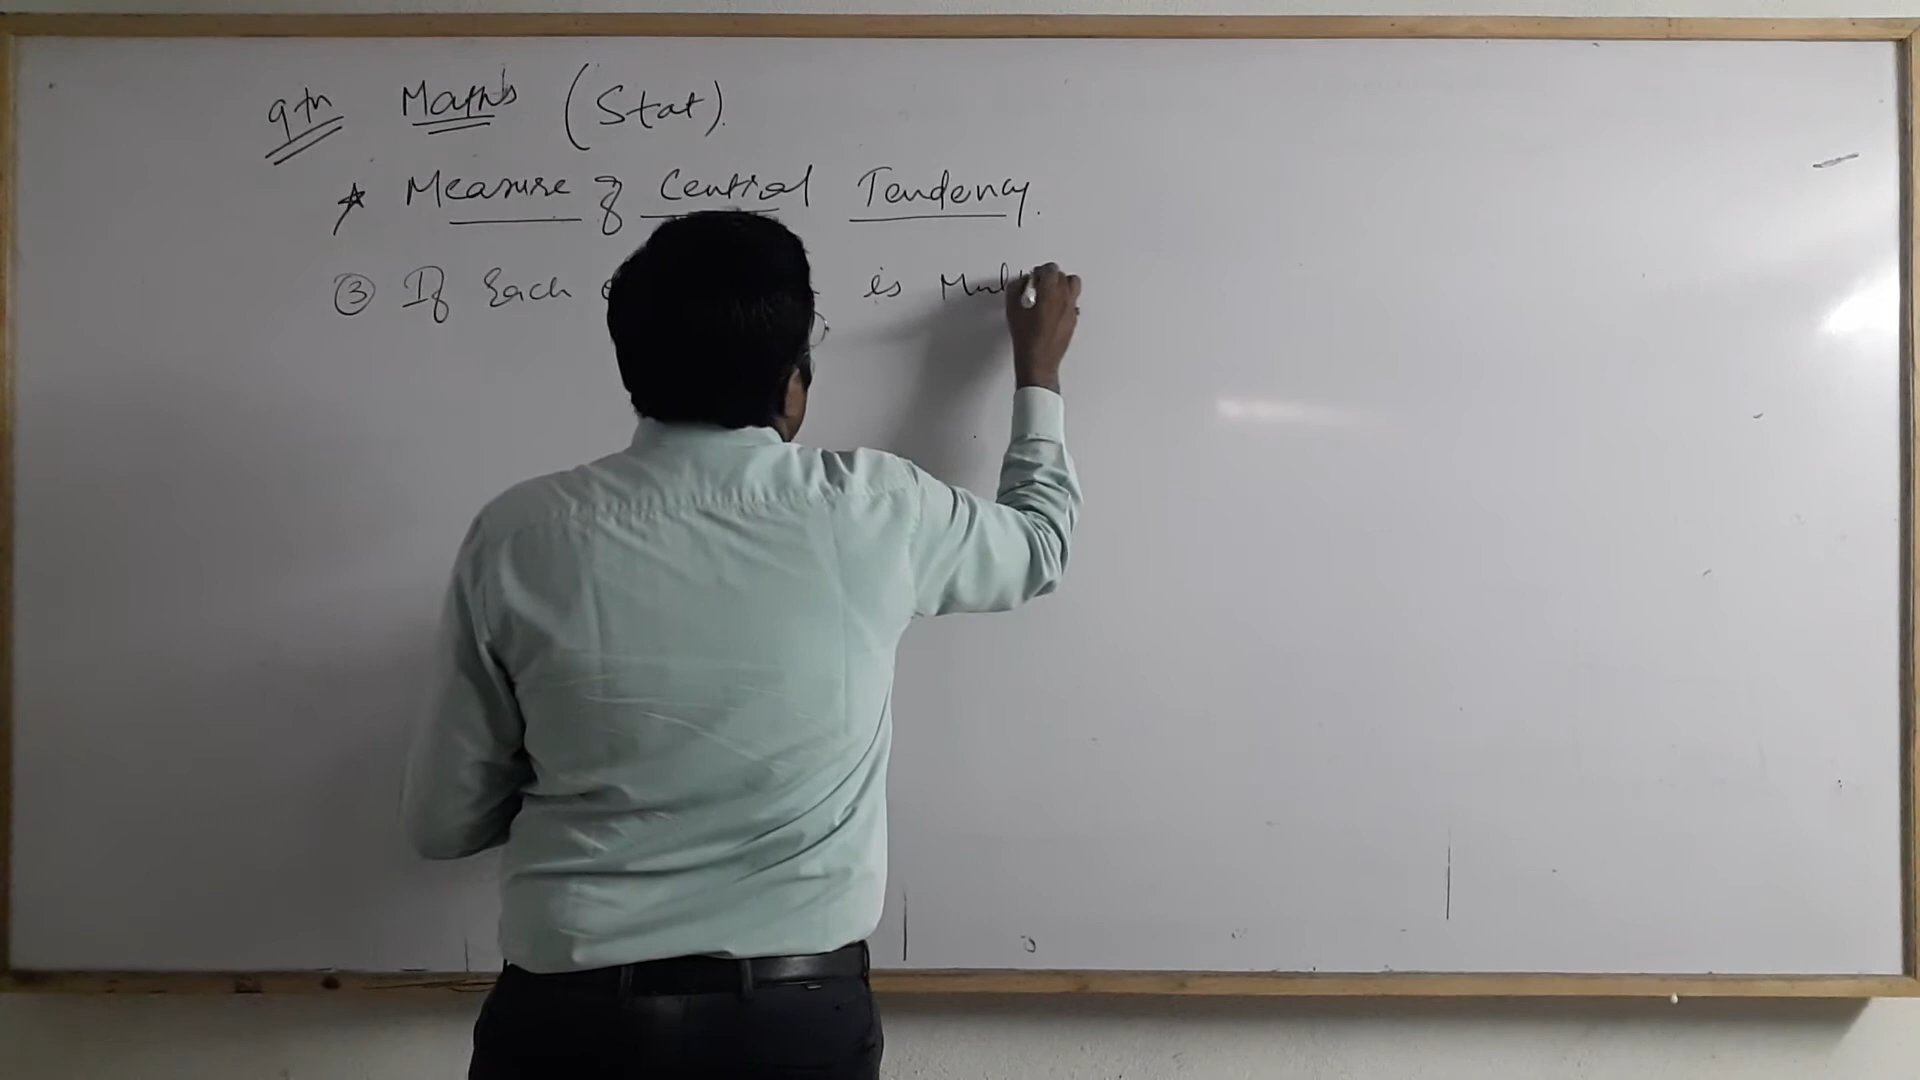 9th Maths (Stat).
* Measure of Central Tendency.
③ If Each is Mul